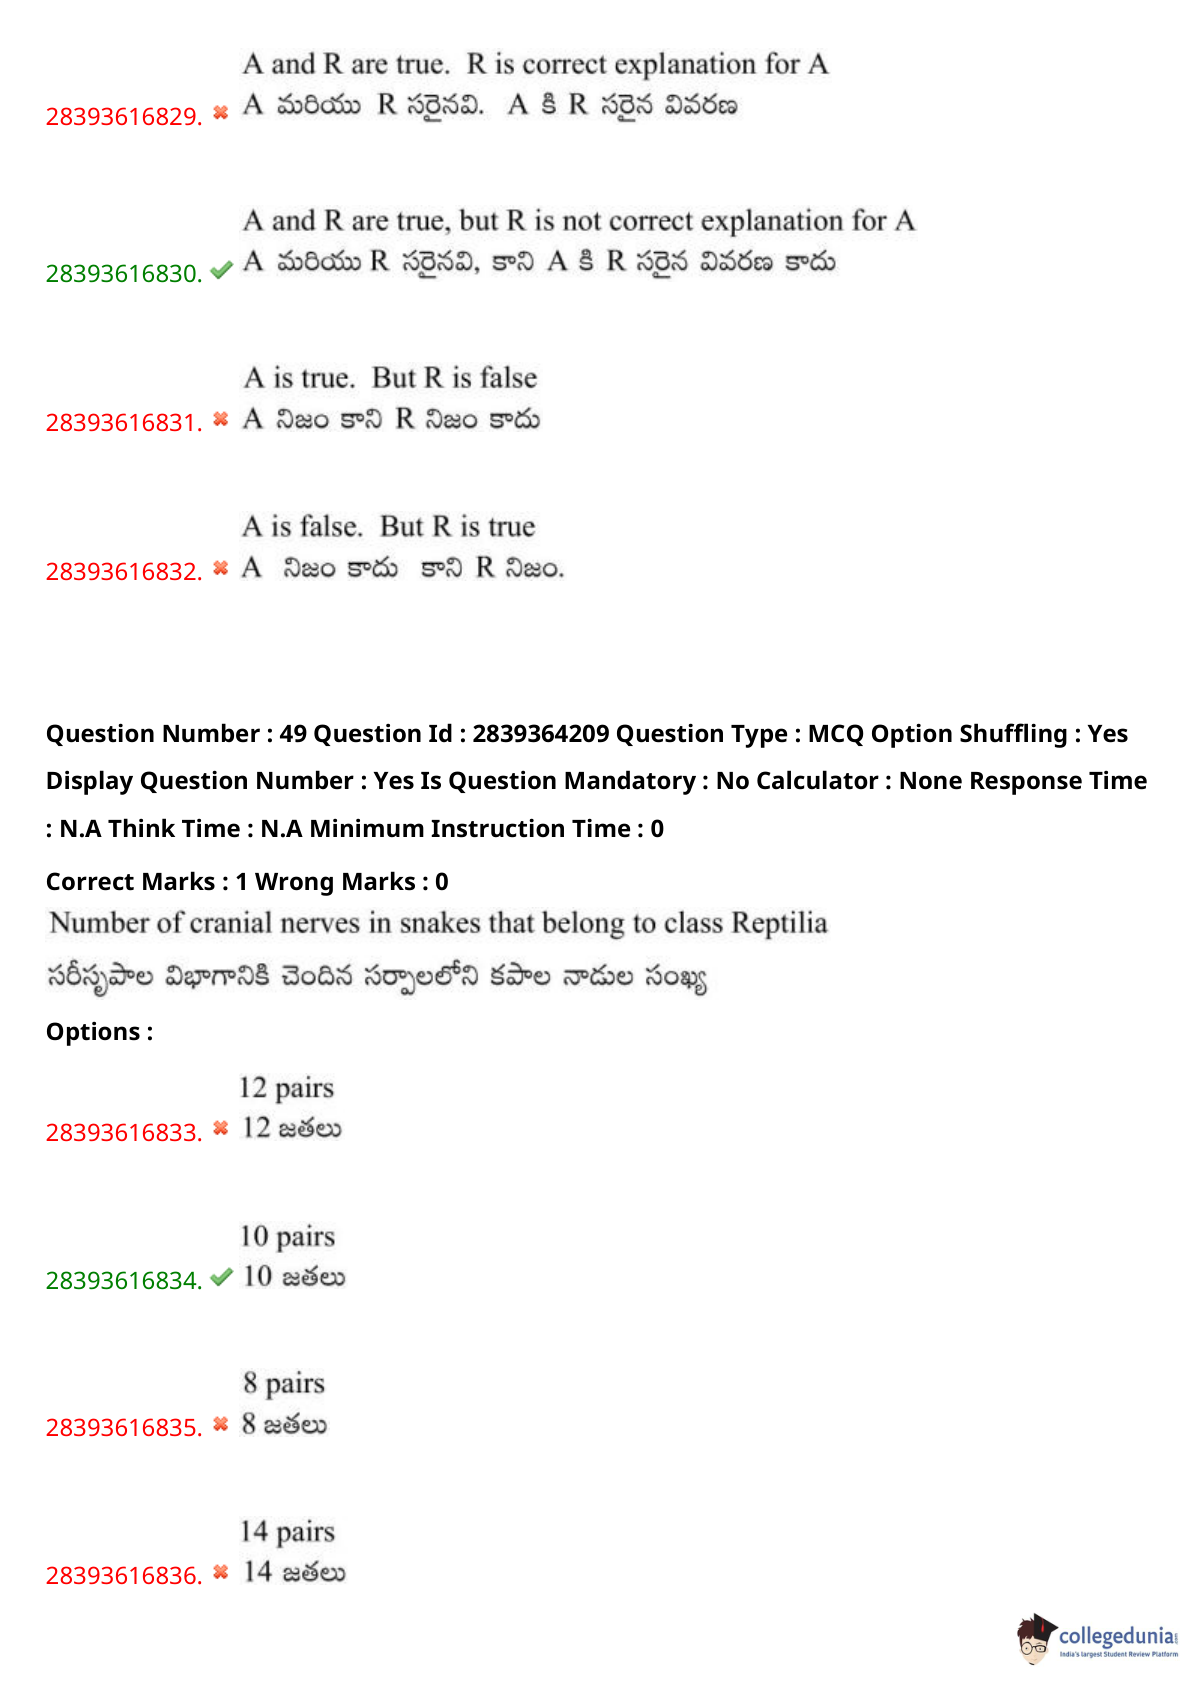 A and R are true. R is correct explanation for A
28393616829. A మరియు R సరైనవి. A కి R సరైన వివరణ
A and R are true, but R is not correct explanation for A
28393616830. A మరియు R సరైనవి, కాని A కి R సరైన వివరణ కాదు
A is true. But R is false
28393616831. A నిజం కాని R నిజం కాదు
A is false. But R is true
28393616832. A నిజం కాదు కాని R నిజం.
Question Number : 49 Question Id : 2839364209 Question Type : MCQ Option Shuffling : Yes
Display Question Number : Yes Is Question Mandatory : No Calculator : None Response Time
: N.A Think Time : N.A Minimum Instruction Time : 0
Correct Marks : 1 Wrong Marks : 0
Number of cranial nerves in snakes that belong to class Reptilia
సరీసృపాల విభాగానికి చెందిన సర్పాలలోని కపాల నాడుల సంఖ్య
Options :
12 pairs
28393616833. 12 జతలు
10 pairs
28393616834. 10 జతలు
8 pairs
28393616835. 8 జతలు
14 pairs
28393616836. 14 జతలు
collegedunia
India's largest Student Review Platform